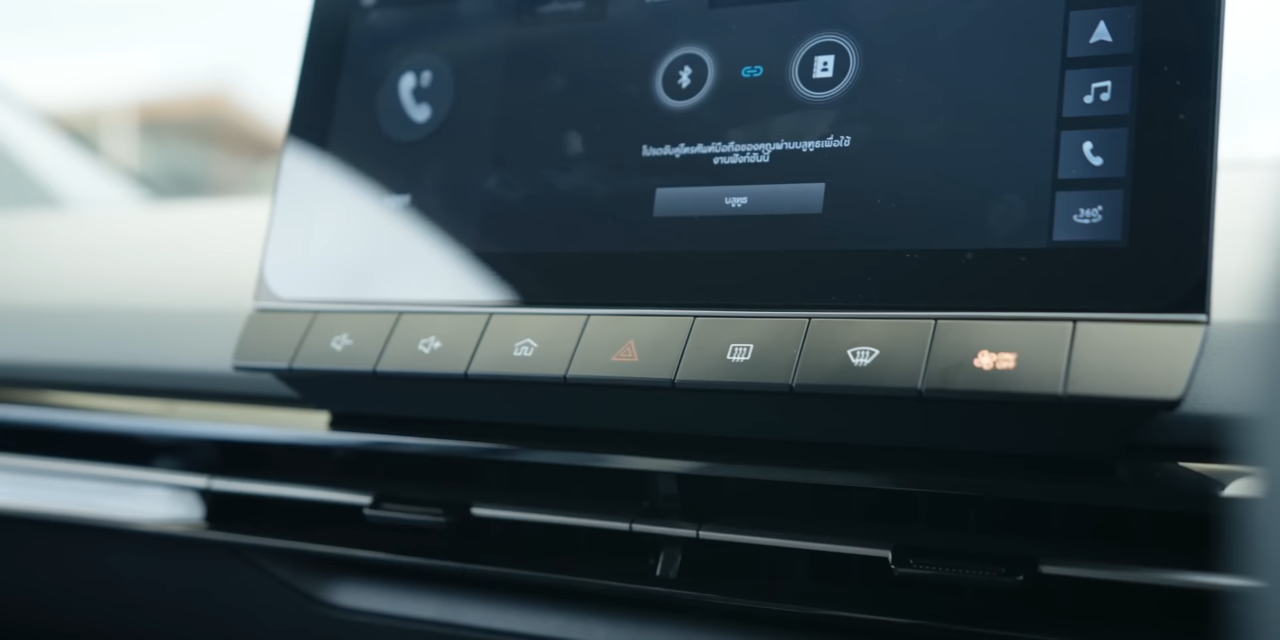 โปรดจับคู่โทรศัพท์มือถือของคุณผ่านบลูทูธเพื่อใช้
งานฟังก์ชันนี้
บลูทูธ
360°